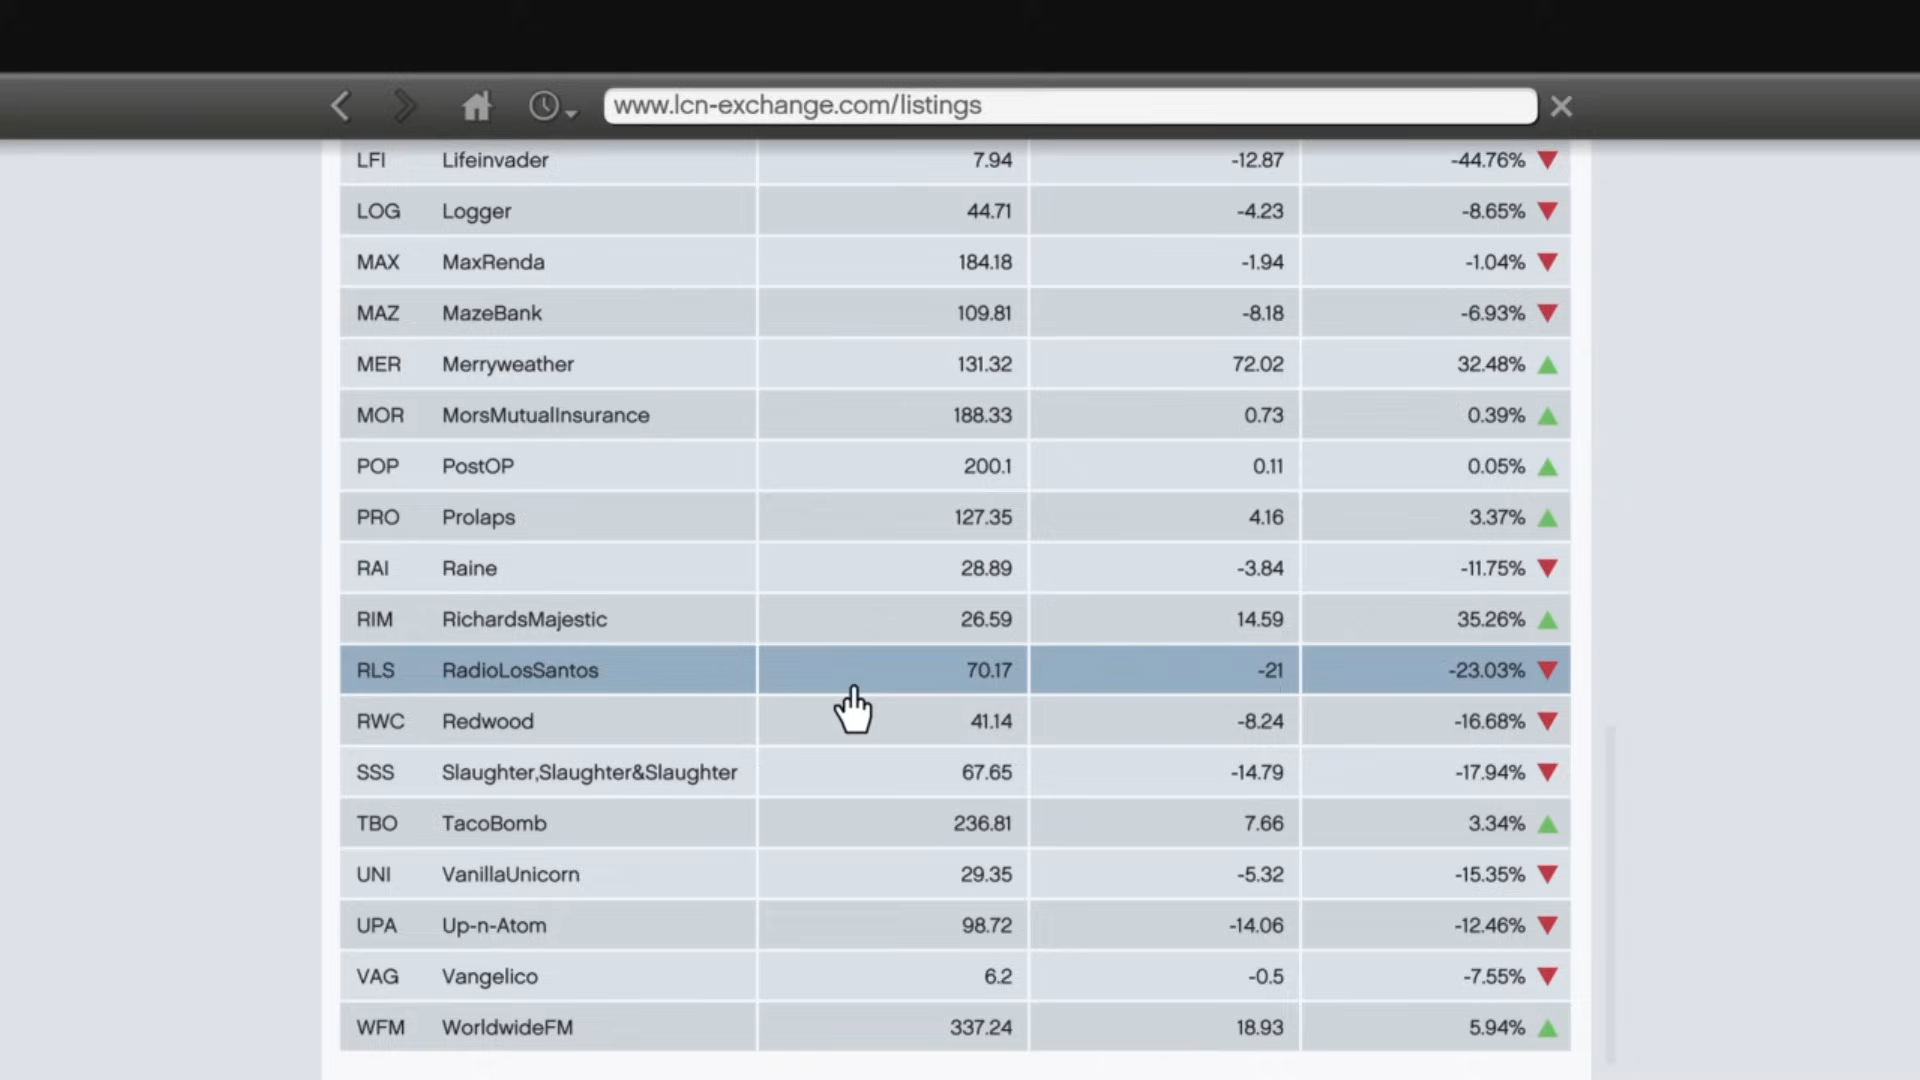 www.lcn-exchange.com/listings
LFI Lifeinvader 7.94 -12.87 -44.76%
LOG Logger 44.71 -4.23 -8.65%
MAX MaxRenda 184.18 -1.94 -1.04%
MAZ MazeBank 109.81 -8.18 -6.93%
MER Merryweather 131.32 72.02 32.48%
MOR MorsMutualInsurance 188.33 0.73 0.39%
POP PostOP 200.1 0.11 0.05%
PRO Prolaps 127.35 4.16 3.37%
RAI Raine 28.89 -3.84 -11.75%
RIM RichardsMajestic 26.59 14.59 35.26%
RLS RadioLosSantos 70.17 -21 -23.03%
RWC Redwood 41.14 -8.24 -16.68%
SSS Slaughter,Slaughter&Slaughter 67.65 -14.79 -17.94%
TBO TacoBomb 236.81 7.66 3.34%
UNI VanillaUnicorn 29.35 -5.32 -15.35%
UPA Up-n-Atom 98.72 -14.06 -12.46%
VAG Vangelico 6.2 -0.5 -7.55%
WFM WorldwideFM 337.24 18.93 5.94%